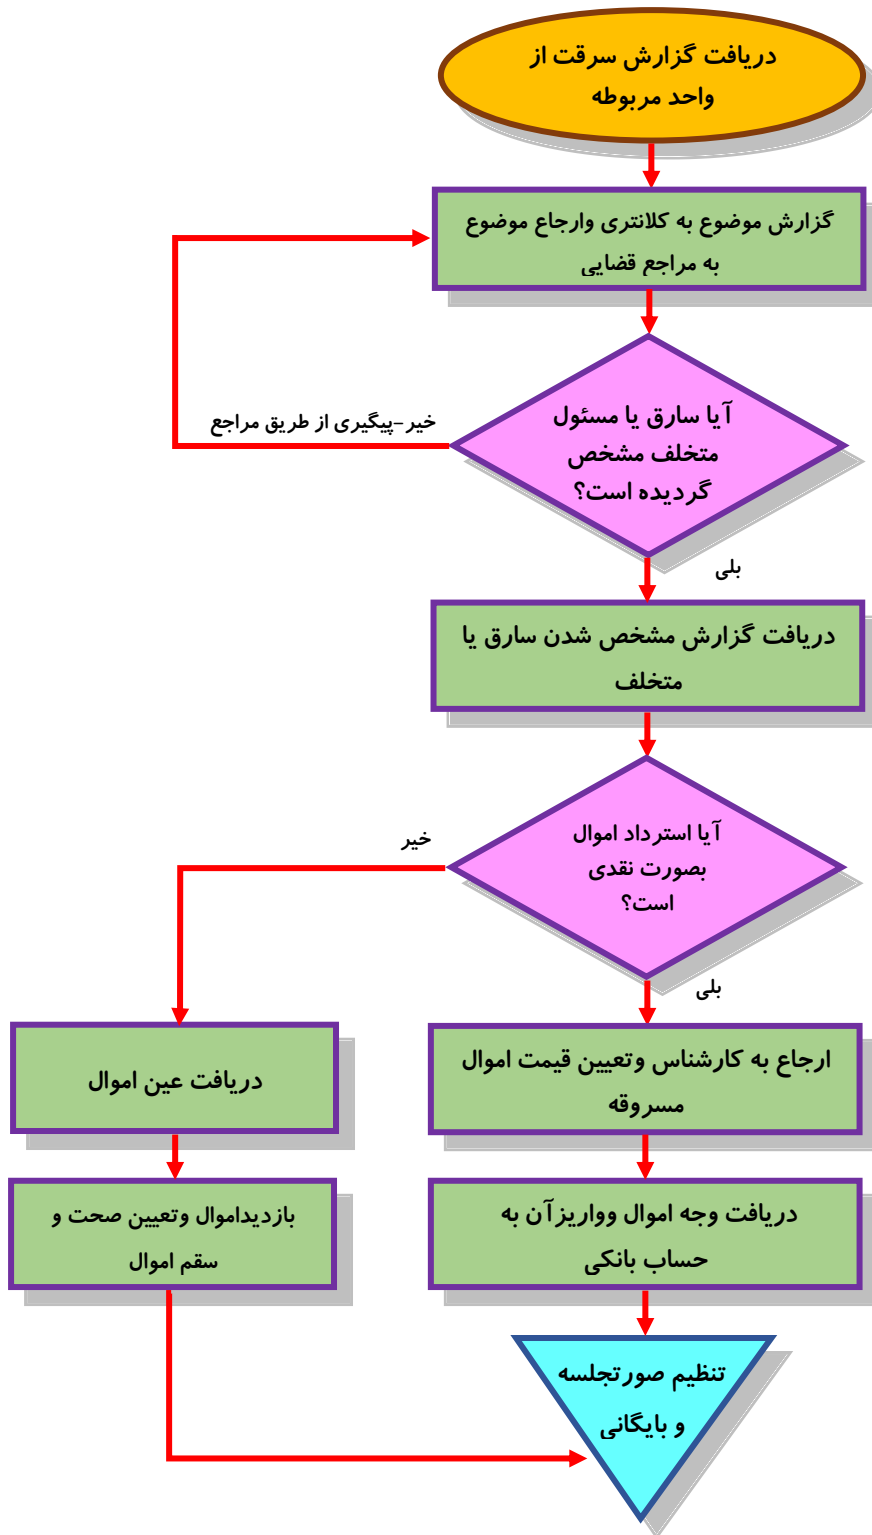 دریافت گزارش سرقت از
واحد مربوطه
گزارش موضوع به کلانتری وارجاع موضوع
به مراجع قضایی
آیا سارق یا مسئول
متخلف مشخص
گردیده است؟
خیر-پیگیری از طریق مراجع
بلی
دریافت گزارش مشخص شدن سارق یا
متخلف
آیا استرداد اموال
بصورت نقدی
است؟
خیر
بلی
ارجاع به کارشناس وتعیین قیمت اموال
مسروقه
دریافت عین اموال
دریافت وجه اموال وواریزآن به
حساب بانکی
بازدیداموال وتعیین صحت و
سقم اموال
تنظیم صورتجلسه
و بایگانی